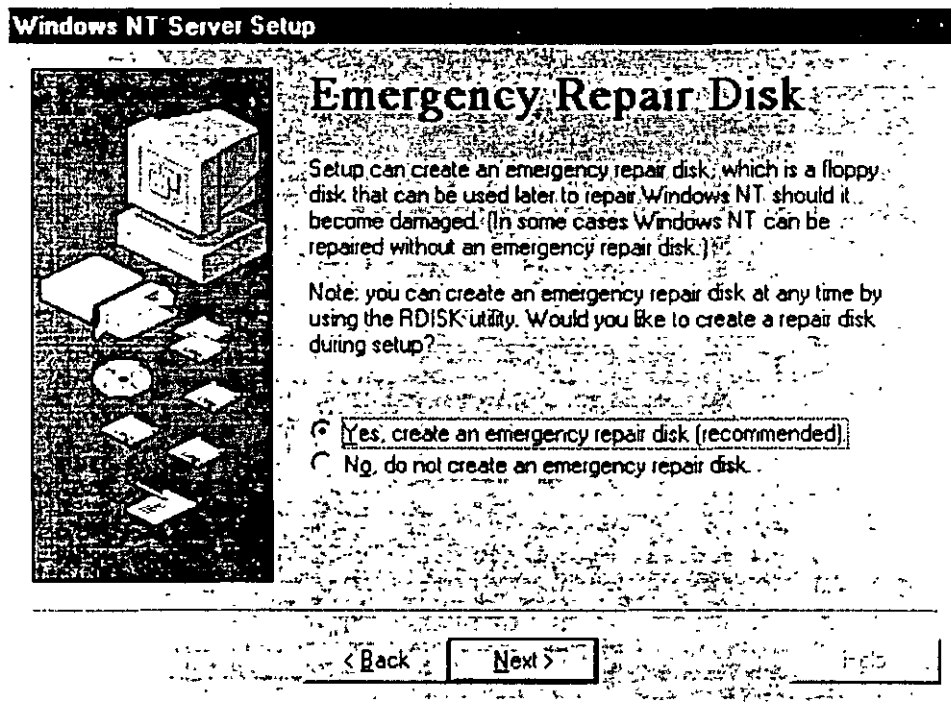 Windows NT Server Setup
Emergency Repair Disk
Setup can create an emergency repair disk, which is a floppy
disk that can be used later to repair Windows NT should it
become damaged. (In some cases Windows NT can be
repaired without an emergency repair disk.)
Note: you can create an emergency repair disk at any time by
using the RDISK utility. Would you like to create a repair disk
during setup?
Yes, create an emergency repair disk (recommended).
No, do not create an emergency repair disk.
< Back
Next >
Help